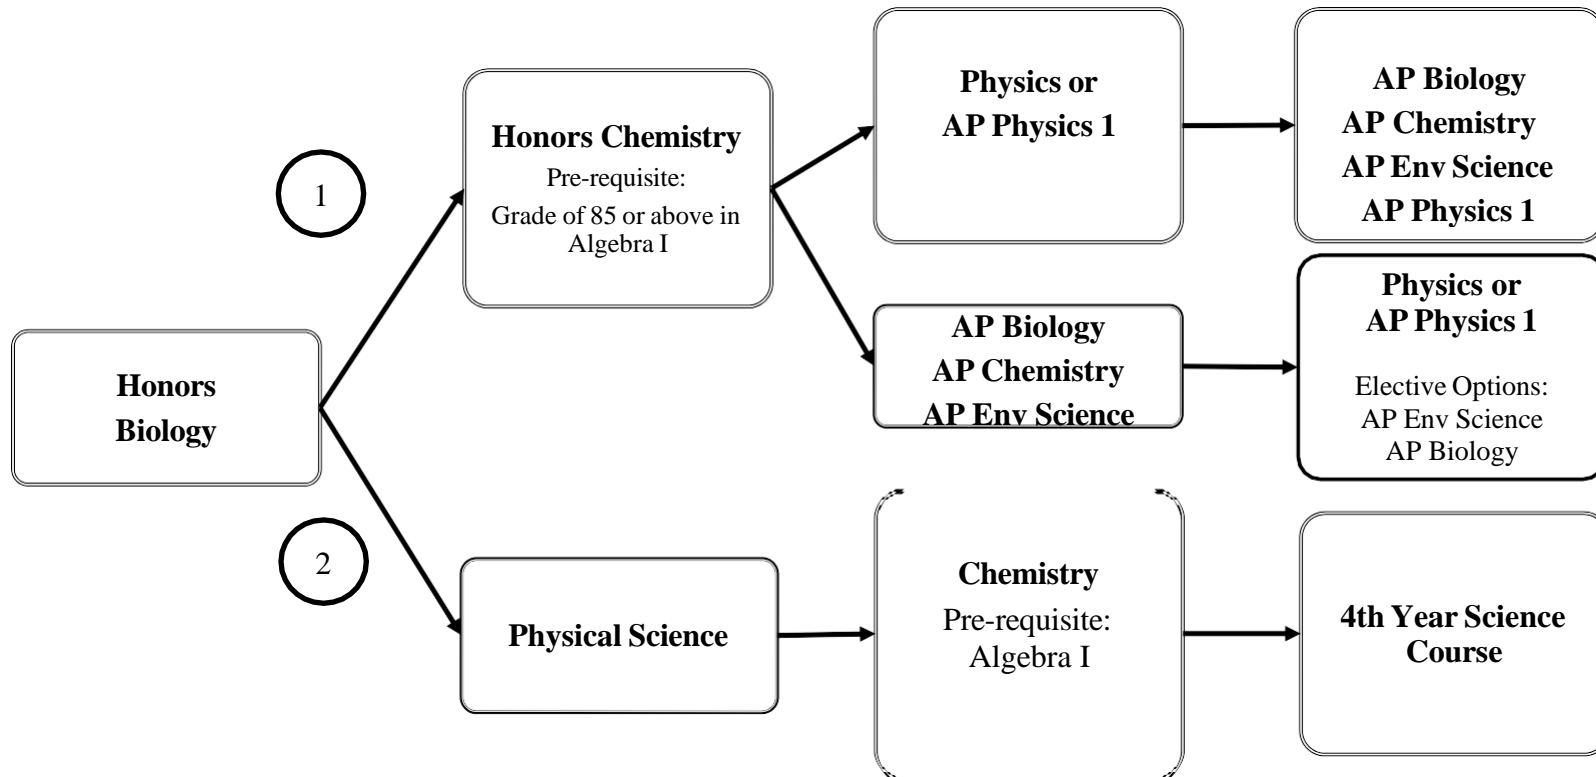 Honors
Biology
1
2
Honors Chemistry
Pre-requisite:
Grade of 85 or above in
Algebra I
Physical Science
Physics or
AP Physics 1
AP Biology
AP Chemistry
AP Env Science
Chemistry
Pre-requisite:
Algebra I
AP Biology
AP Chemistry
AP Env Science
AP Physics 1
Physics or
AP Physics 1
Elective Options:
AP Env Science
AP Biology
4th Year Science
Course